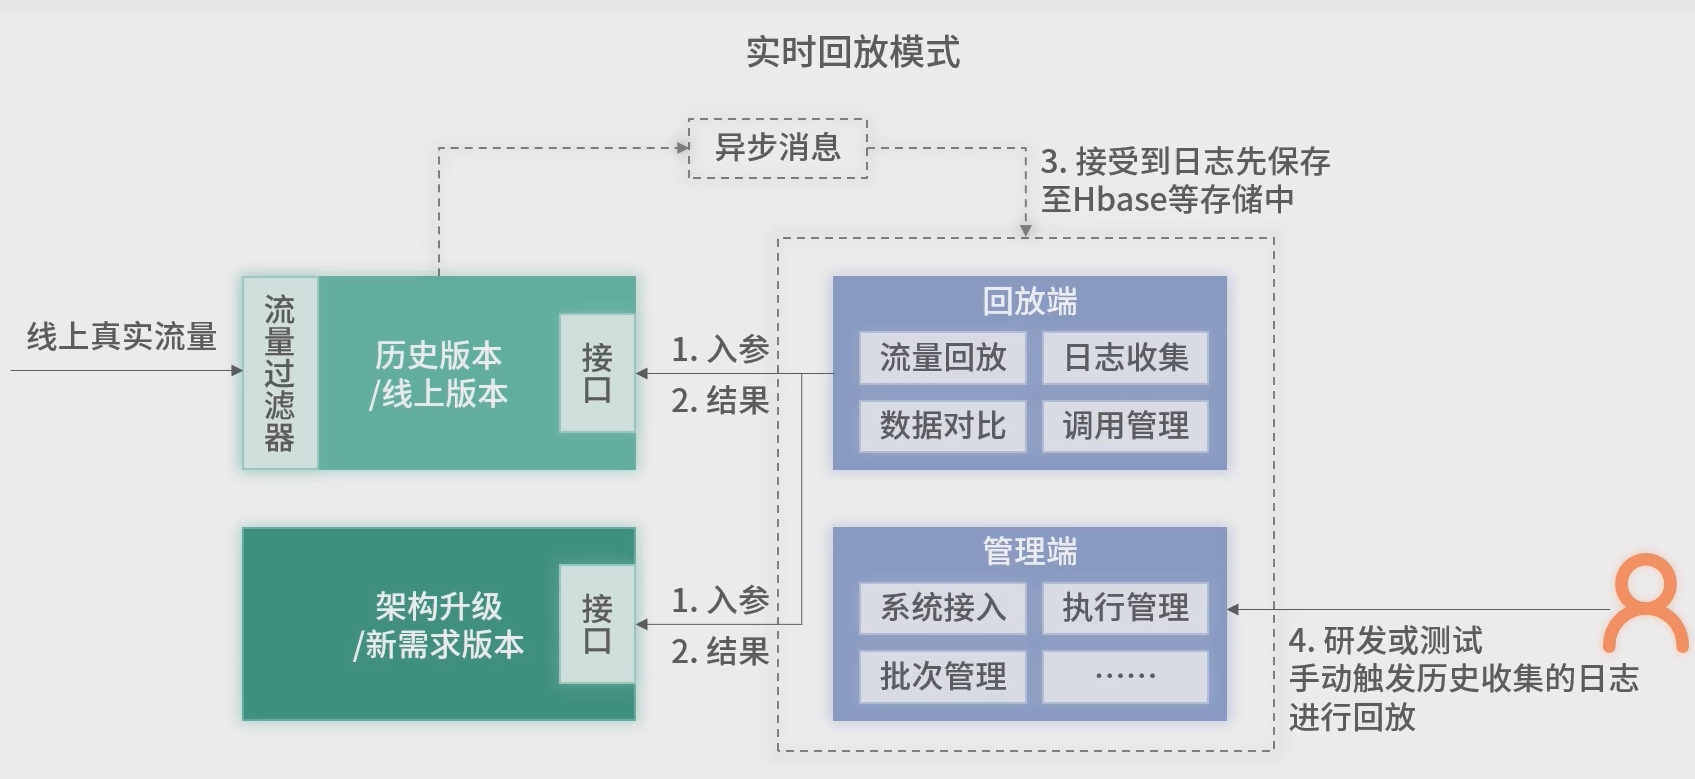 实时回放模式
异步消息
3. 接受到日志先保存
至Hbase等存储中
线上真实流量
流量过滤器
历史版本
/线上版本
接口
1. 入参
2. 结果
回放端
流量回放
日志收集
数据对比
调用管理
架构升级
/新需求版本
接口
1. 入参
2. 结果
管理端
系统接入
执行管理
批次管理
······
4. 研发或测试
手动触发历史收集的日志
进行回放